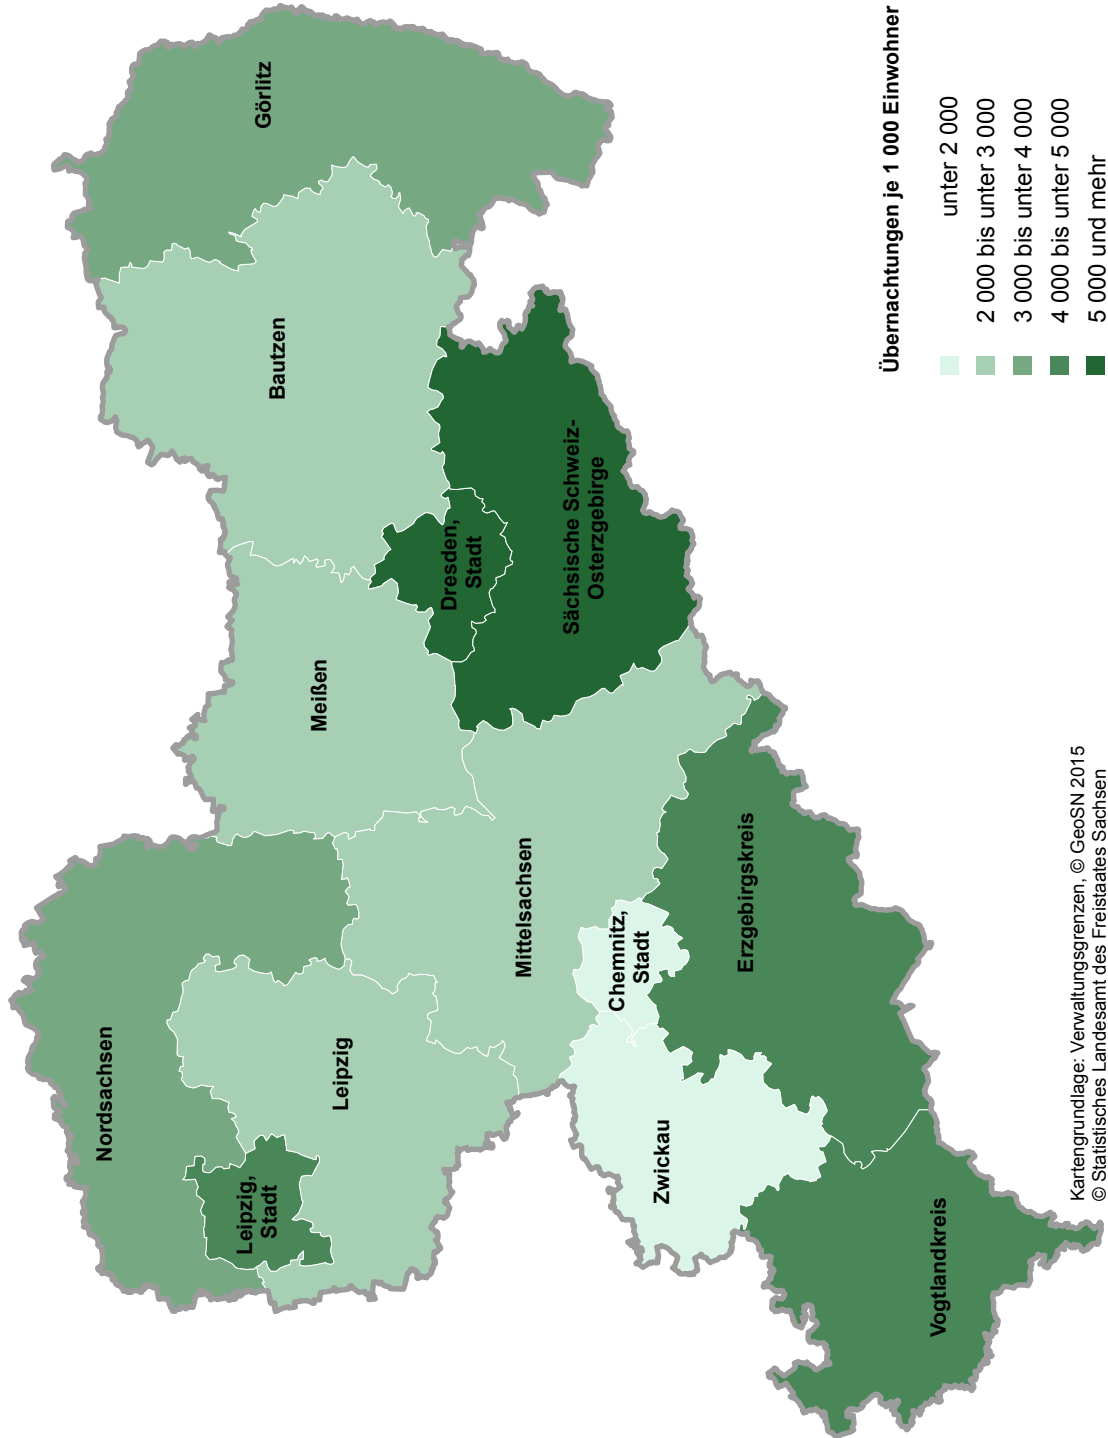 Nordsachsen
Leipzig,
Stadt
Leipzig
Meißen
Bautzen
Görlitz
Dresden,
Stadt
Mittelsachsen
Sächsische Schweiz-
Osterzgebirge
Chemnitz,
Stadt
Zwickau
Erzgebirgskreis
Vogtlandkreis
Übernachtungen je 1 000 Einwohner
unter 2 000
2 000 bis unter 3 000
3 000 bis unter 4 000
4 000 bis unter 5 000
5 000 und mehr
Kartengrundlage: Verwaltungsgrenzen, © GeoSN 2015
© Statistisches Landesamt des Freistaates Sachsen